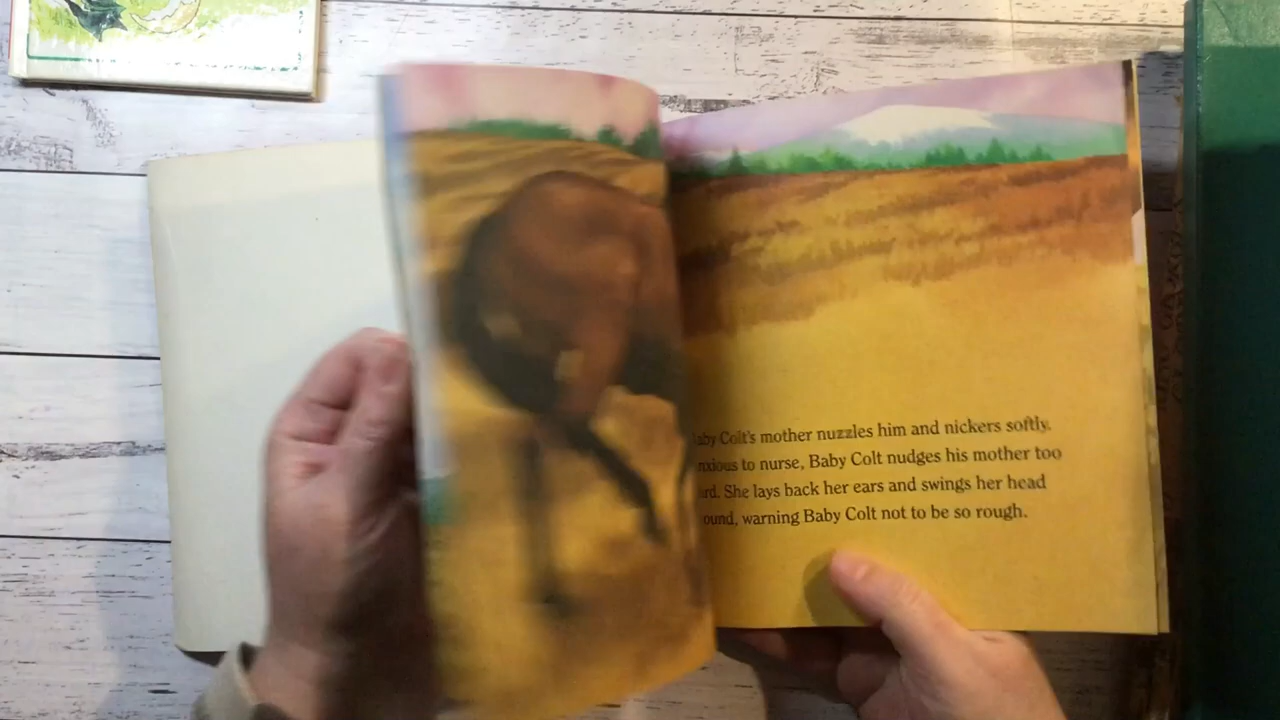 aby Colt's mother nuzzles him and nickers softly.
nxious to nurse, Baby Colt nudges his mother too
ard. She lays back her ears and swings her head
ound, warning Baby Colt not to be so rough.